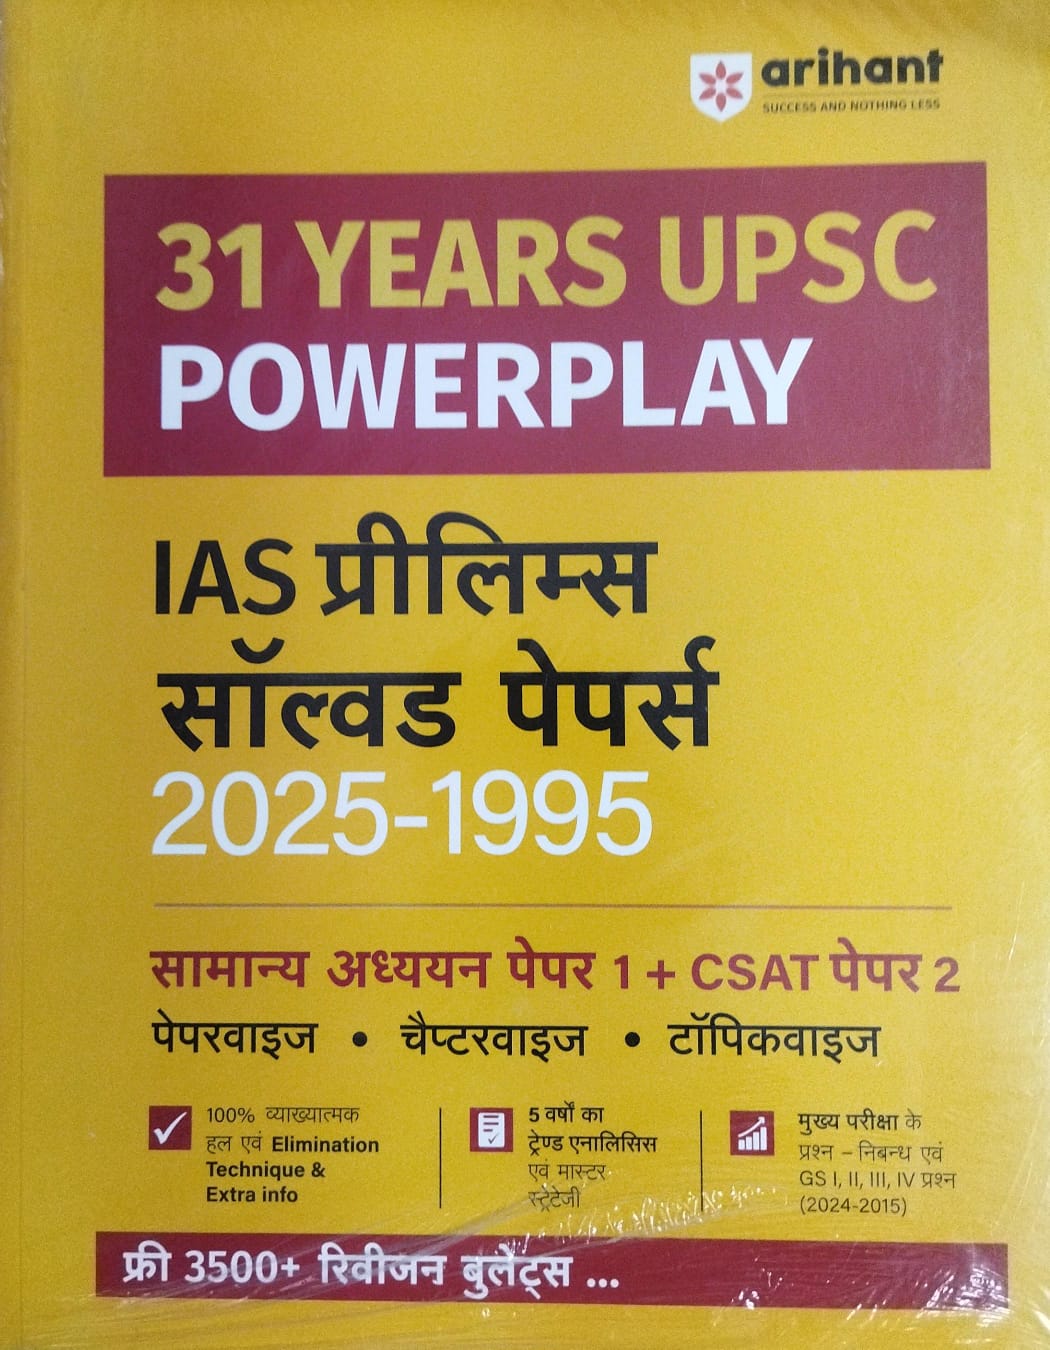 arihant
SUCCESS AND NOTHING LESS
31 YEARS UPSC
POWERPLAY
IAS प्रीलिम्स
सॉल्वड पेपर्स
2025-1995
सामान्य अध्ययन पेपर 1 + CSAT पेपर 2
पेपरवाइज • चैप्टरवाइज • टॉपिकवाइज
100% व्याख्यात्मक
हल एवं Elimination
Technique &
Extra info
5 वर्षों का
ट्रेण्ड एनालिसिस
एवं मास्टर
स्ट्रेटेजी
मुख्य परीक्षा के
प्रश्न – निबन्ध एवं
GS I, II, III, IV प्रश्न
(2024-2015)
फ्री 3500+ रिवीजन बुलेट्स ...